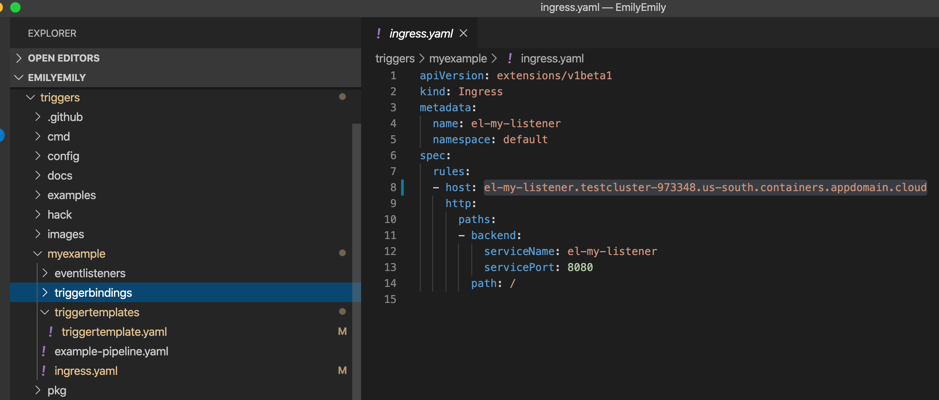 ingress.yaml — EmilyEmily
EXPLORER
OPEN EDITORS
EMILYEMILY
triggers
.github
cmd
config
docs
examples
hack
images
myexample
eventlisteners
triggerbindings
triggertemplates
! triggertemplate.yaml M
! example-pipeline.yaml
! ingress.yaml M
pkg
! ingress.yaml ×
triggers > myexample > ! ingress.yaml
1 apiVersion: extensions/v1beta1
2 kind: Ingress
3 metadata:
4 name: el-my-listener
5 namespace: default
6 spec:
7 rules:
8 - host: el-my-listener.testcluster-973348.us-south.containers.appdomain.cloud
9 http:
10 paths:
11 - backend:
12 serviceName: el-my-listener
13 servicePort: 8080
14 path: /
15